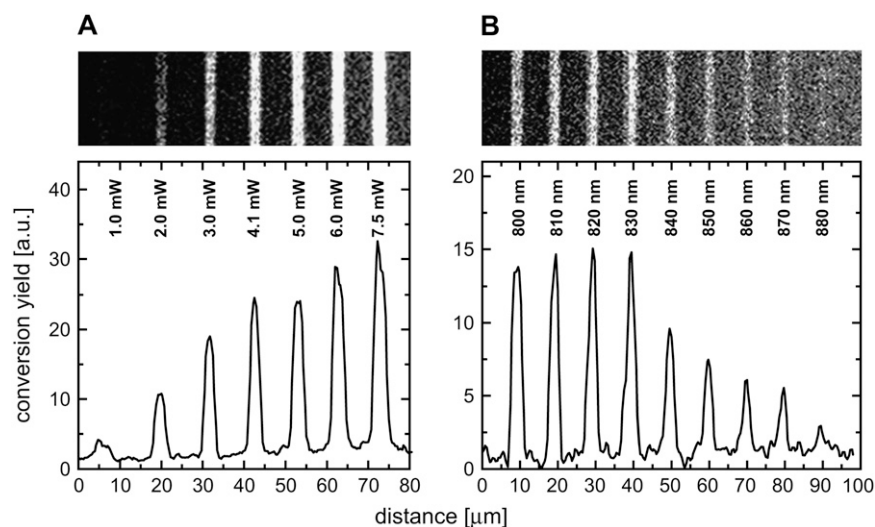 A
B
conversion yield [a.u.]
40
30
20
10
0
1.0 mW
2.0 mW
3.0 mW
4.1 mW
5.0 mW
6.0 mW
7.5 mW
0 10 20 30 40 50 60 70 80
20
15
10
5
0
800 nm
810 nm
820 nm
830 nm
840 nm
850 nm
860 nm
870 nm
880 nm
0 10 20 30 40 50 60 70 80 90 100
distance [μm]